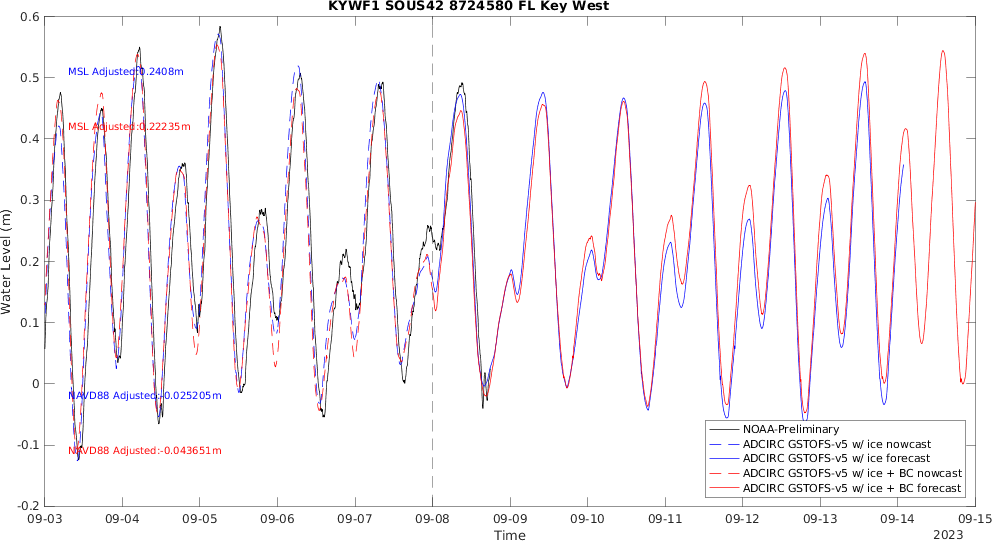 KYWF1 SOUS42 8724580 FL Key West
0.6
0.5
0.4
0.3
0.2
0.1
0
-0.1
-0.2
Water Level (m)
MSL Adjusted:0.2408m
MSL Adjusted:0.22235m
NAVD88 Adjusted:-0.025205m
NAVD88 Adjusted:-0.043651m
NOAA-Preliminary
ADCIRC GSTOFS-v5 w/ ice nowcast
ADCIRC GSTOFS-v5 w/ ice forecast
ADCIRC GSTOFS-v5 w/ ice + BC nowcast
ADCIRC GSTOFS-v5 w/ ice + BC forecast
09-03 09-04 09-05 09-06 09-07 09-08 09-09 09-10 09-11 09-12 09-13 09-14 09-15
Time
2023